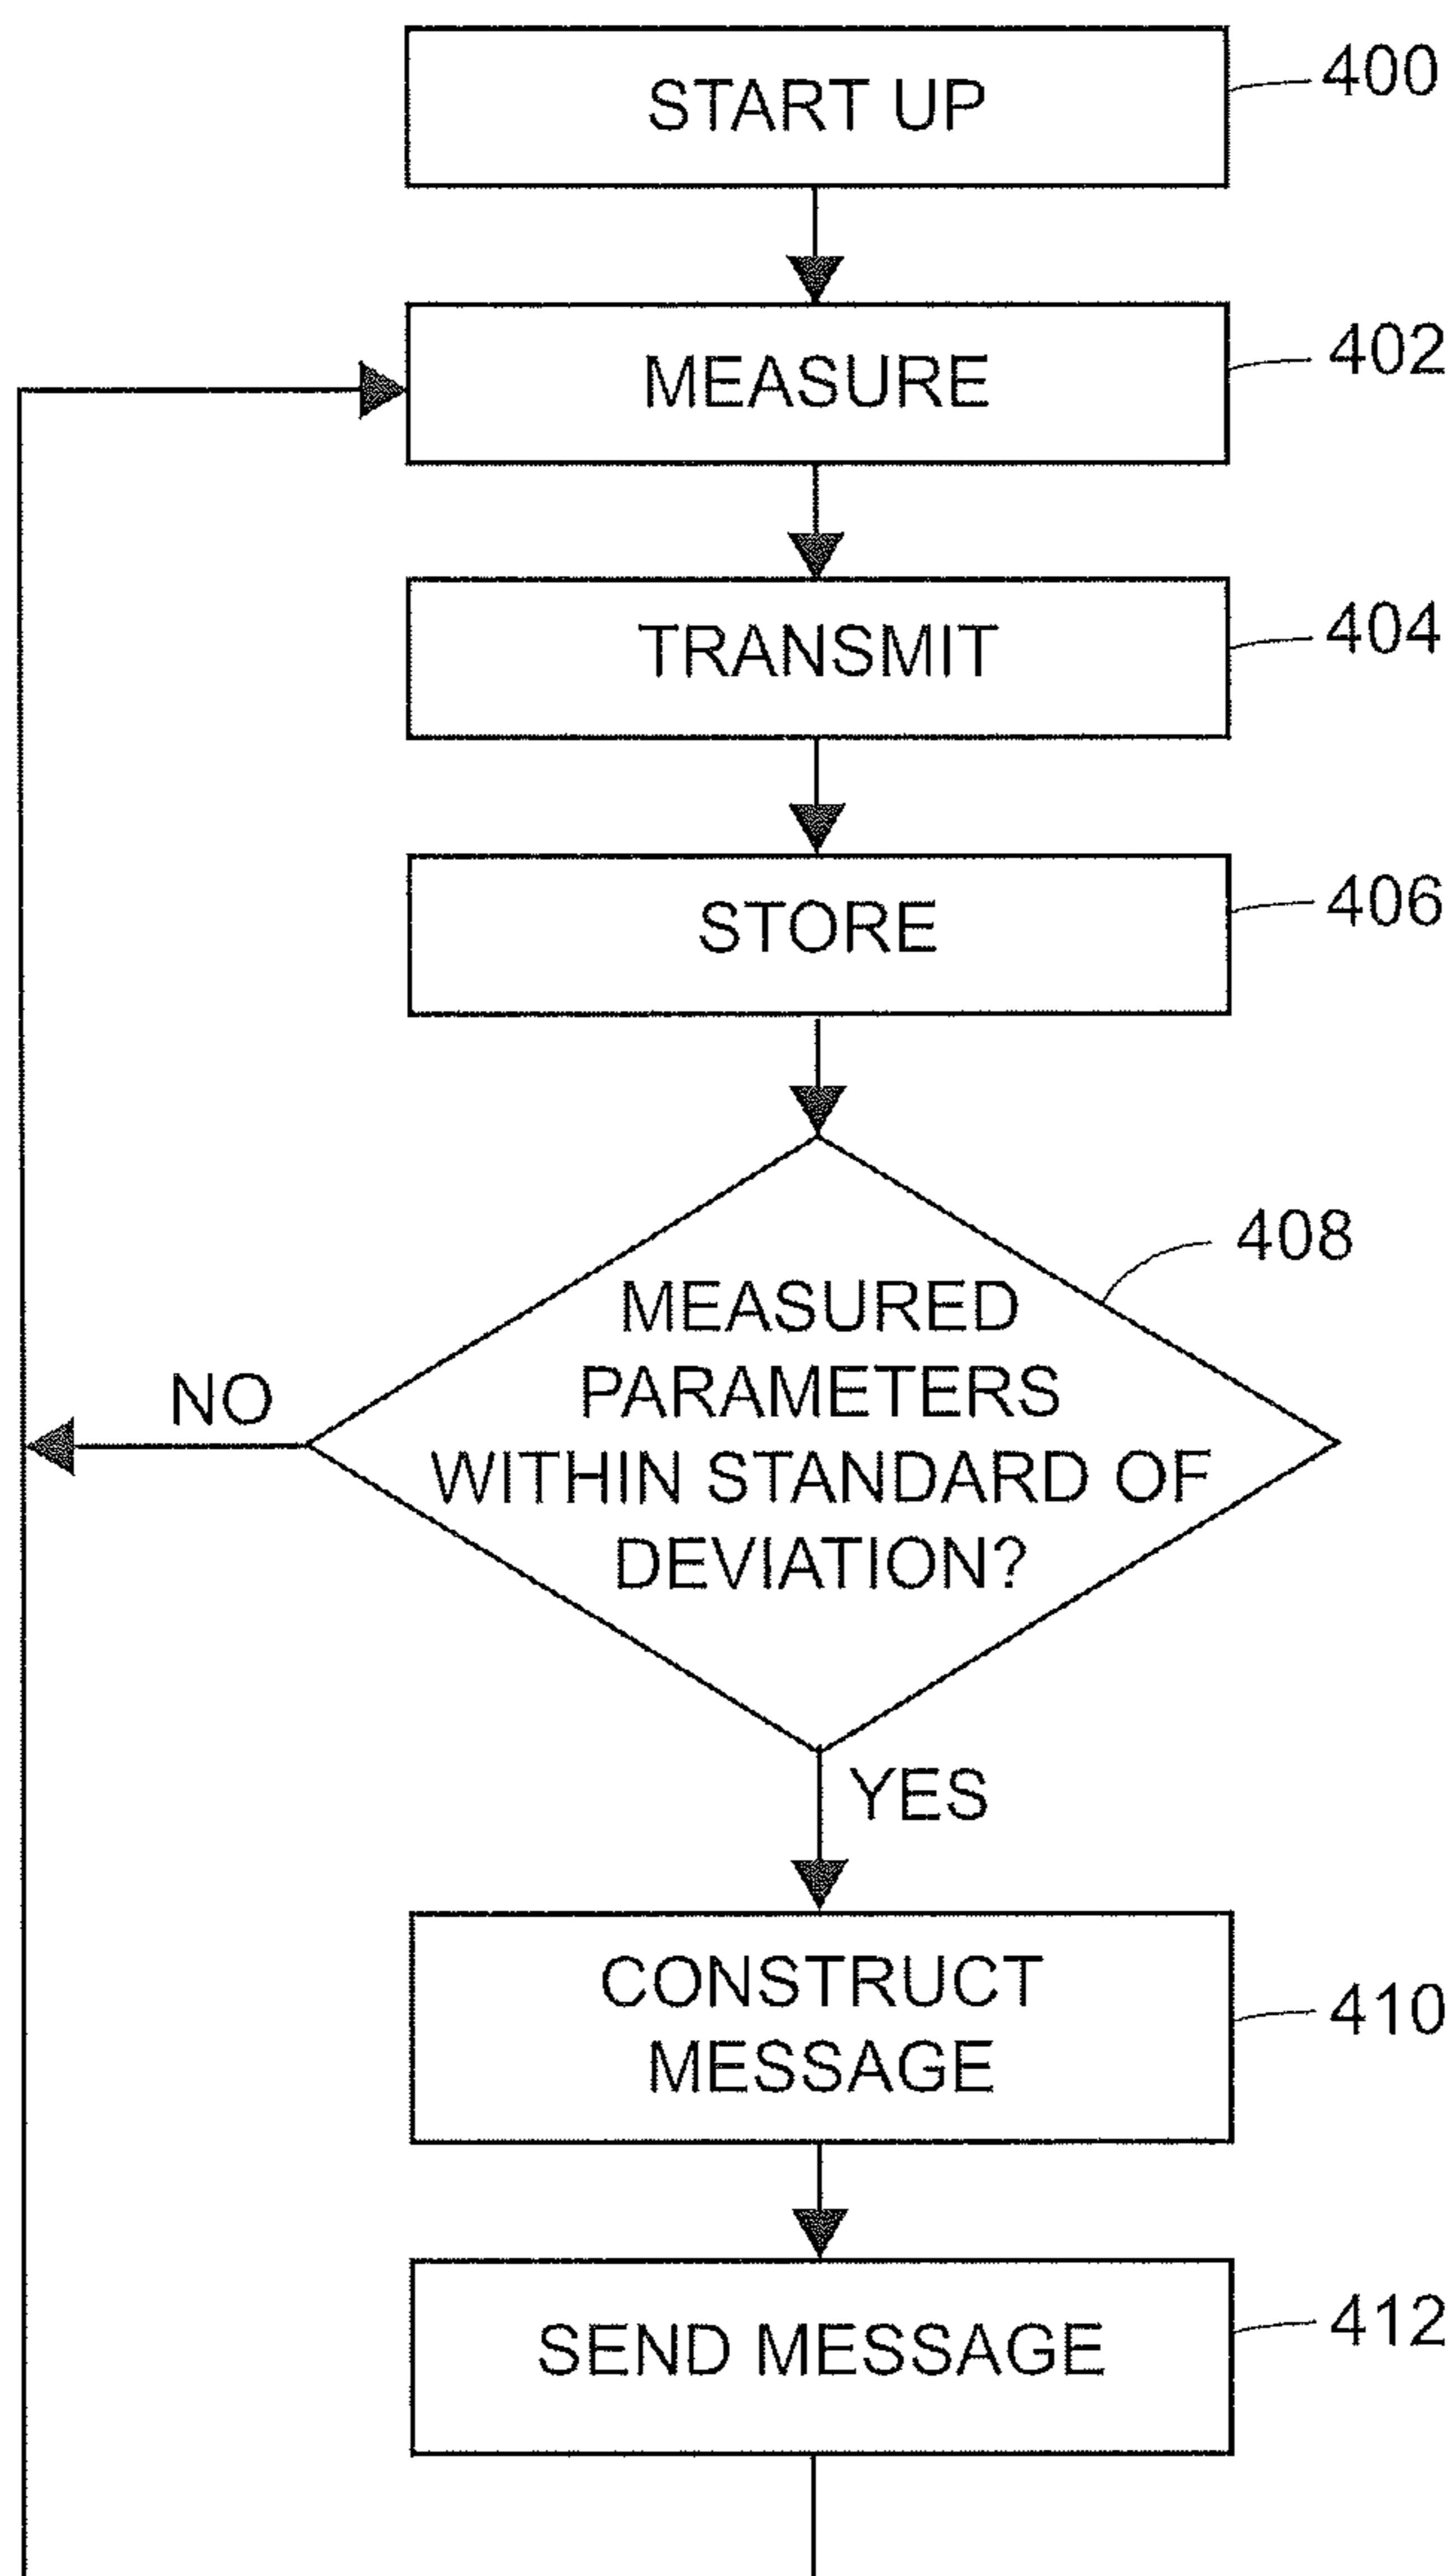 START UP
400
MEASURE
402
TRANSMIT
404
STORE
406
408
MEASURED
PARAMETERS
WITHIN STANDARD OF
DEVIATION?
NO
YES
CONSTRUCT
MESSAGE
410
SEND MESSAGE
412